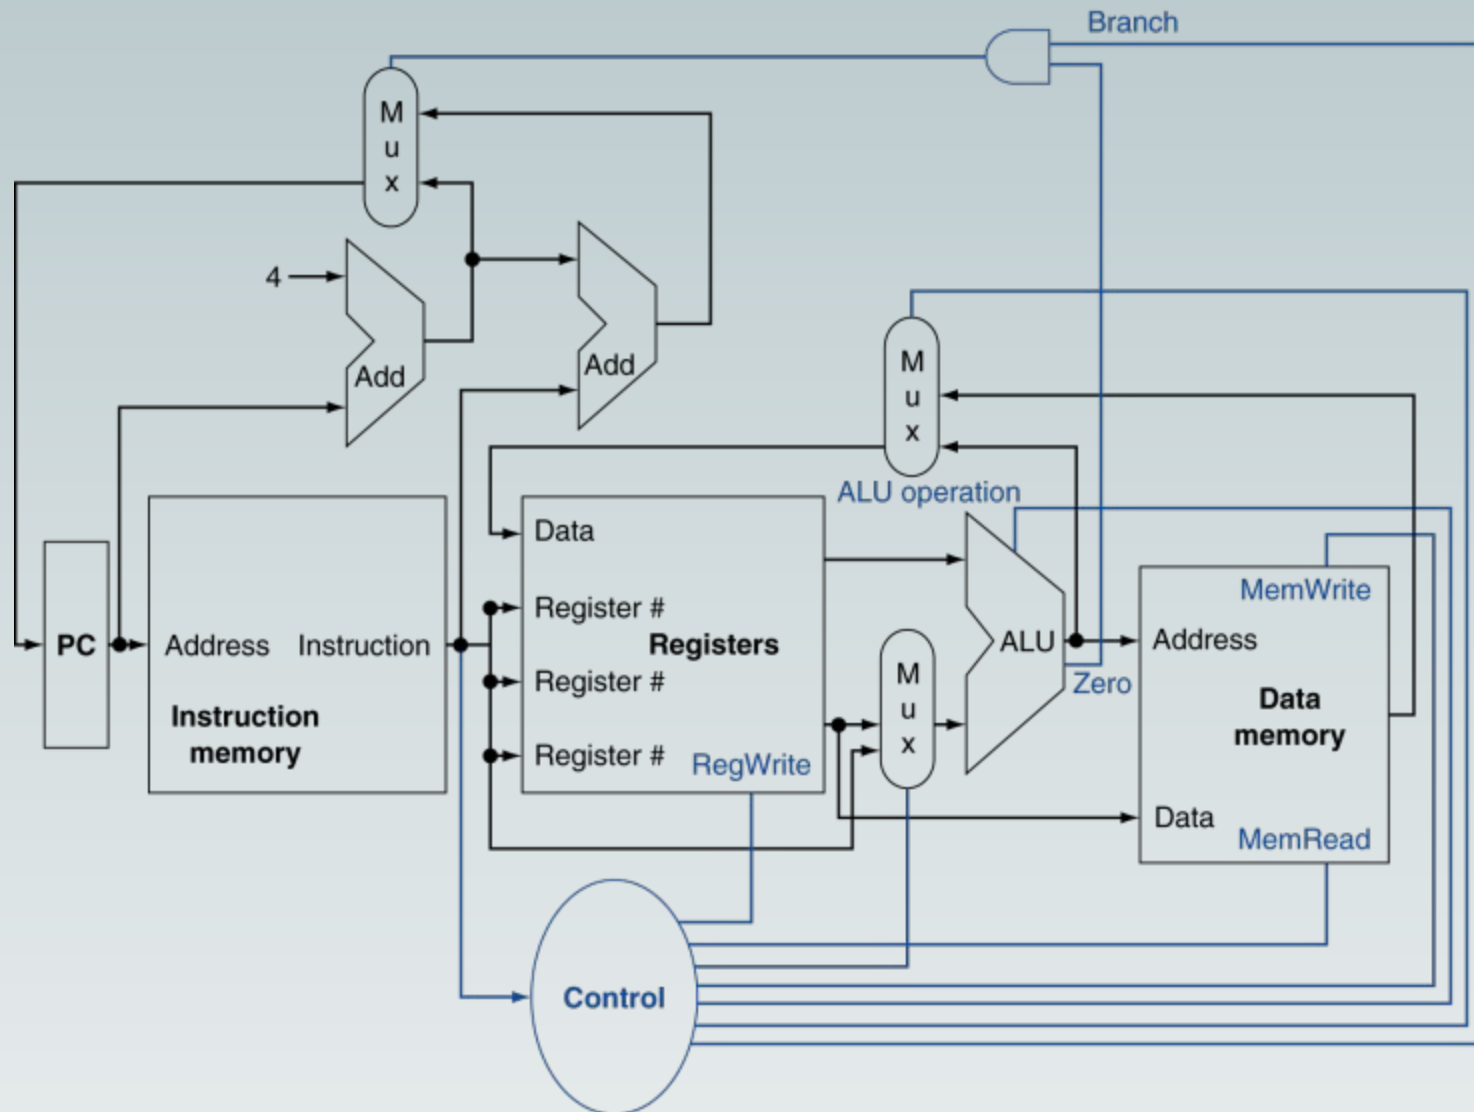 Branch
M
u
x
4
Add
Add
M
u
x
ALU operation
PC
Address
Instruction
Instruction
memory
Data
Register #
Registers
Register #
Register #
RegWrite
M
u
x
ALU
Zero
MemWrite
Address
Data
memory
Data
MemRead
Control